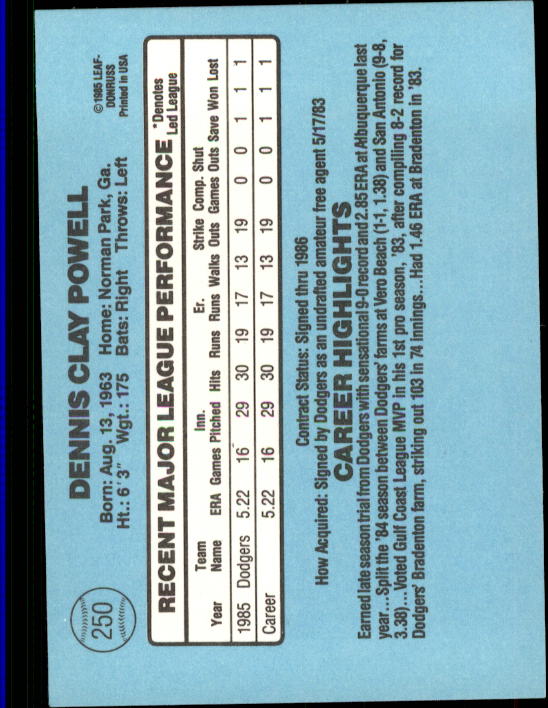 250
DENNIS CLAY POWELL
Born: Aug. 13, 1963 Home: Norman Park, Ga.
Ht.: 6'3" Wgt.: 175 Bats: Right Throws: Left
©1985 LEAF-
DONRUSS
Printed in USA
RECENT MAJOR LEAGUE PERFORMANCE
*Denotes
Led League
Team Inn. Er. Strike Comp. Shut
Year Name ERA Games Pitched Hits Runs Runs Walks Outs Games Outs Save Won Lost
1985 Dodgers 5.22 16 29 30 19 17 13 19 0 0 1 1 1
Career 5.22 16 29 30 19 17 13 19 0 0 1 1 1
Contract Status: Signed thru 1986
How Acquired: Signed by Dodgers as an undrafted amateur free agent 5/17/83
CAREER HIGHLIGHTS
Earned late season trial from Dodgers with sensational 9-0 record and 2.85 ERA at Albuquerque last
year...Split the '84 season between Dodgers' farms at Vero Beach (1-1, 1.38) and San Antonio (9-8,
3.38)...Voted Gulf Coast League MVP in his 1st pro season, '83, after compiling 8-2 record for
Dodgers' Bradenton farm, striking out 103 in 74 innings...Had 1.46 ERA at Bradenton in '83.